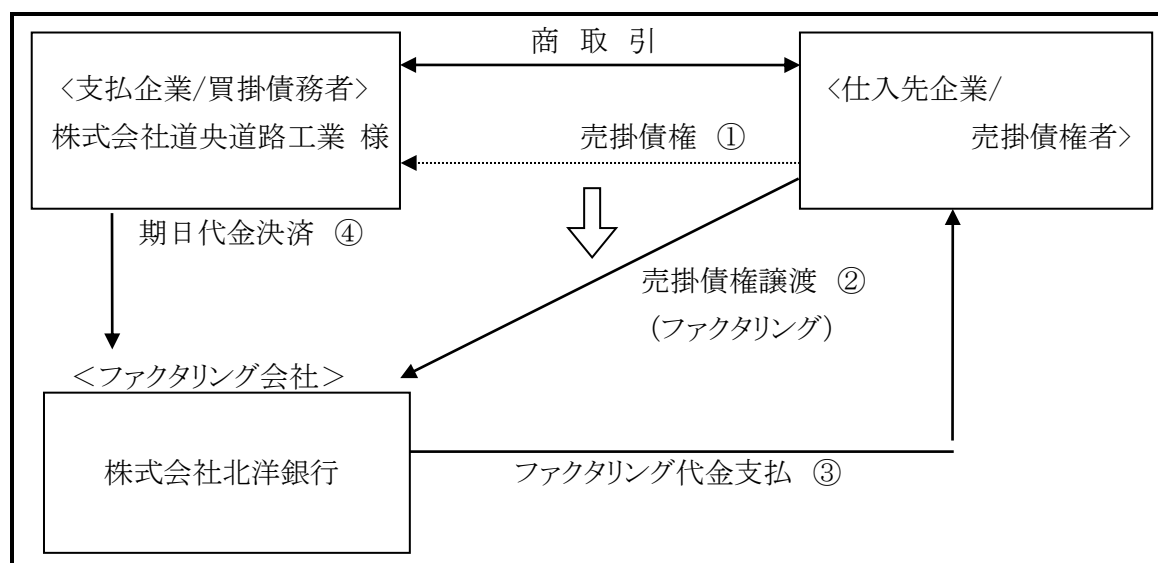 商 取 引
<支払企業/買掛債務者>
株式会社道央道路工業 様
<仕入先企業/
売掛債権者>
売掛債権 ①
期日代金決済 ④
売掛債権譲渡 ②
(ファクタリング)
<ファクタリング会社>
株式会社北洋銀行
ファクタリング代金支払 ③